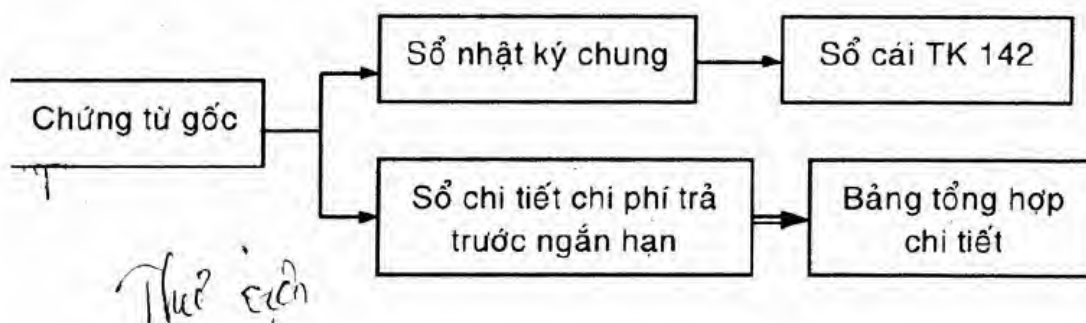 Sổ nhật ký chung
Sổ cái TK 142
Chứng từ gốc
Sổ chi tiết chi phí trả
trước ngắn hạn
Bảng tổng hợp
chi tiết